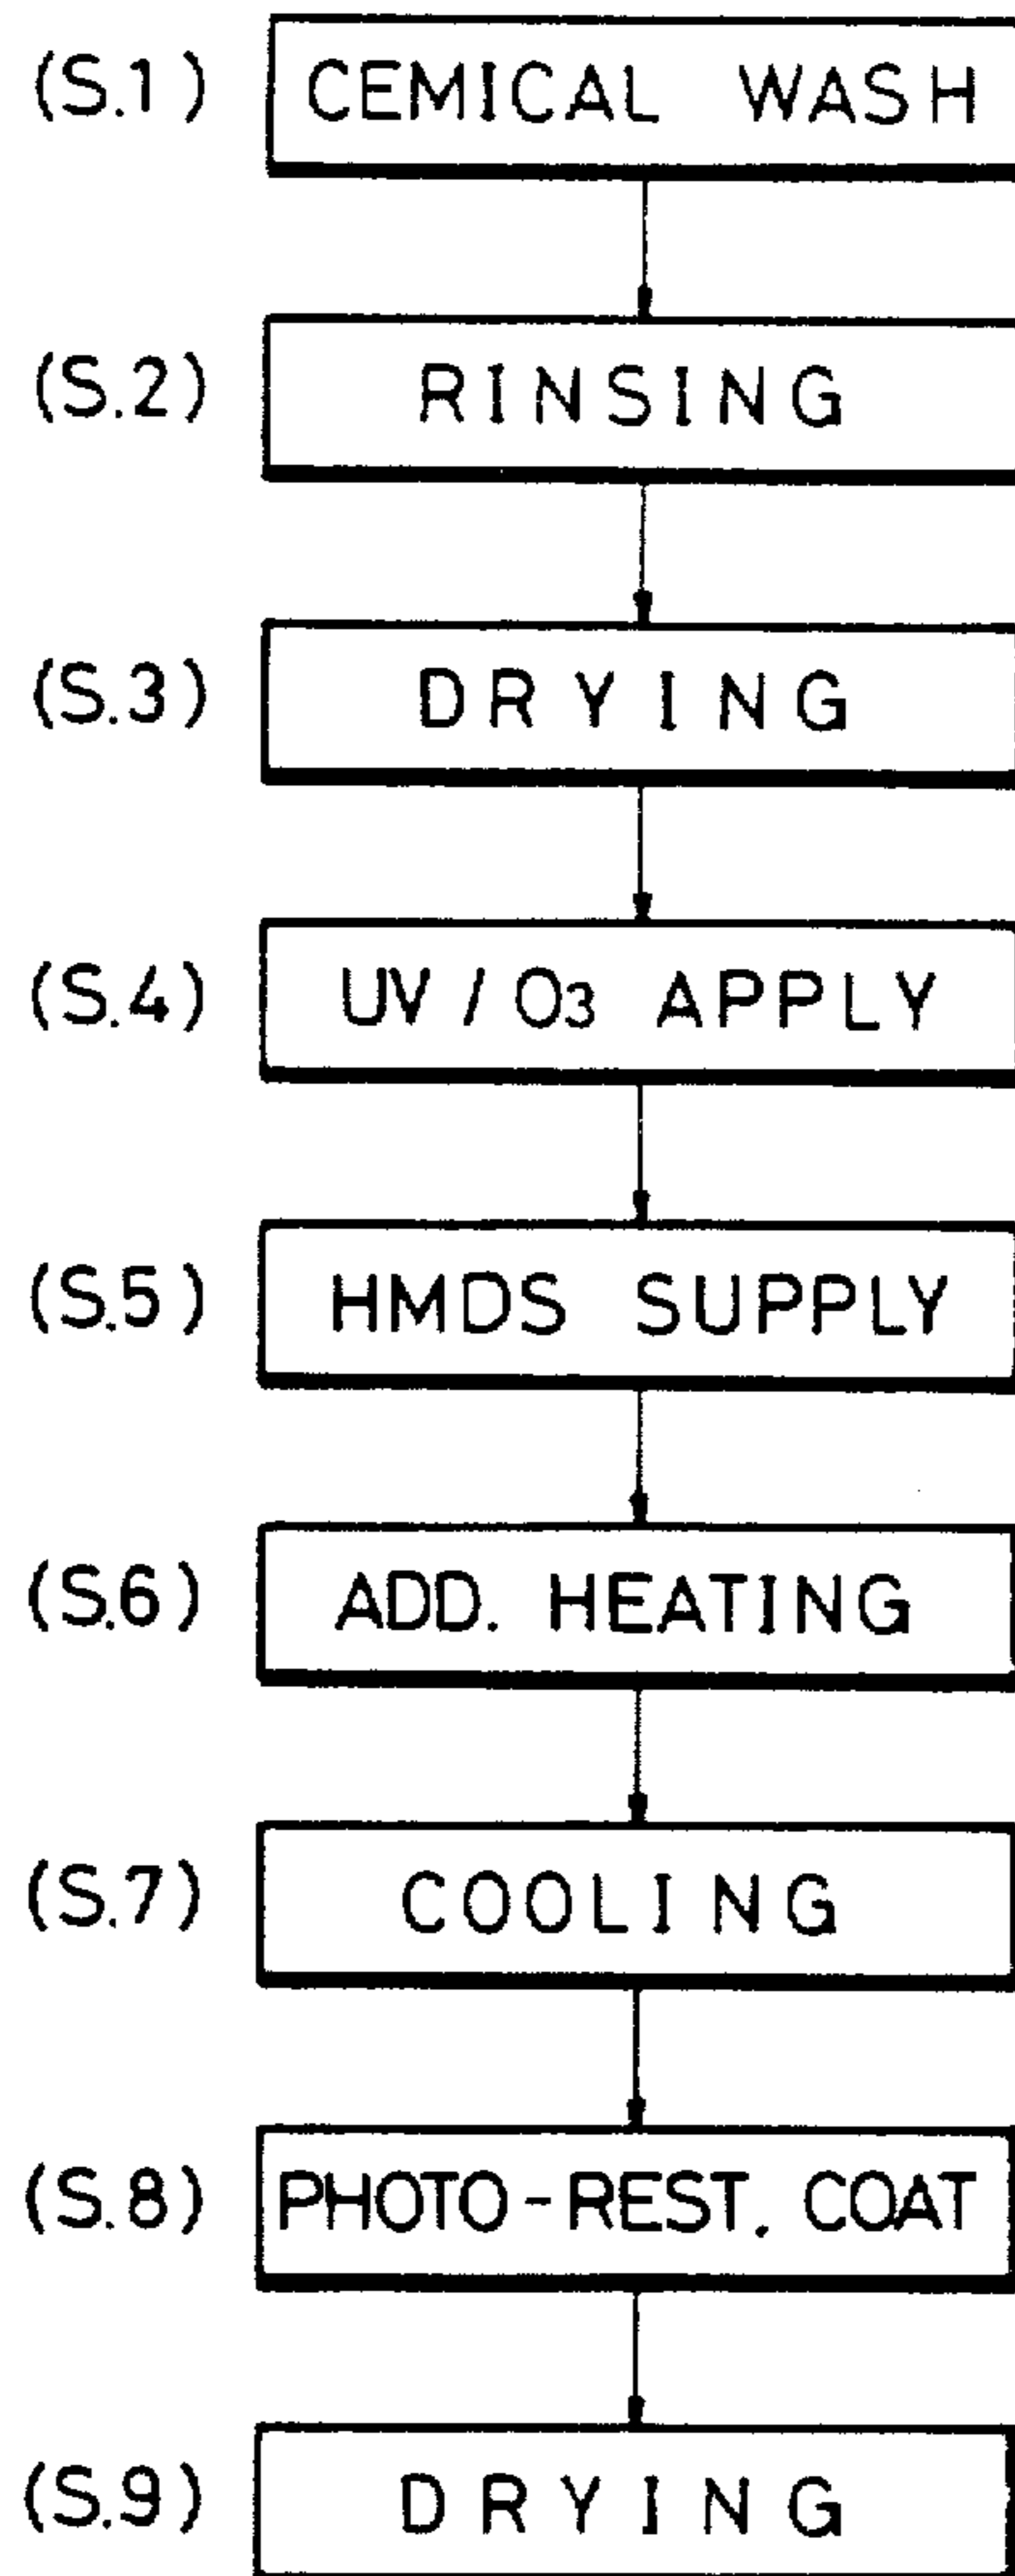 (S.1) CEMICAL WASH
(S.2) RINSING
(S.3) DRYING
(S.4) UV / O3 APPLY
(S.5) HMDS SUPPLY
(S.6) ADD. HEATING
(S.7) COOLING
(S.8) PHOTO-REST. COAT
(S.9) DRYING